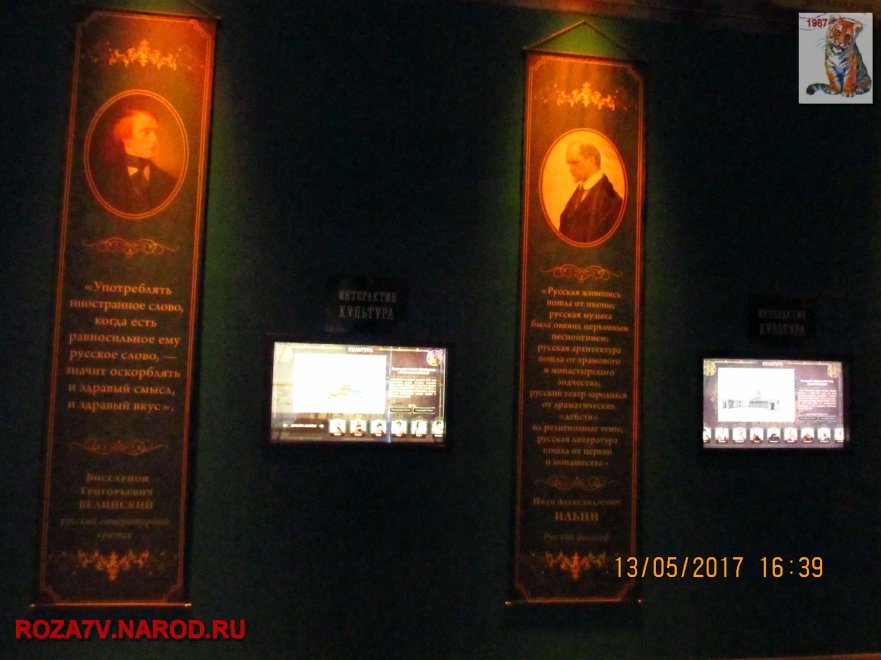 1987
«Употреблять
иностранное слово,
когда есть
равносильное ему
русское слово, —
значит оскорблять
и здравый смысл,
и здравый вкус».
Виссарион
Григорьевич
БЕЛИНСКИЙ
русский литературный
критик
ИНТЕРАКТИВ
КУЛЬТУРА
КУЛЬТУРА
«Русская живопись
пошла от иконы;
русская музыка
была овеяна церковным
песнопением;
русская архитектура
пошла от храмового
и монастырского
зодчества;
русский театр зародился
от драматических
«действ»
на религиозные темы;
русская литература
пошла от церкви
и монашества»
Иван Александрович
ИЛЬИН
Русский философ
ИНТЕРАКТИВ
КУЛЬТУРА
КУЛЬТУРА
13/05/2017 16:39
ROZA7V.NAROD.RU